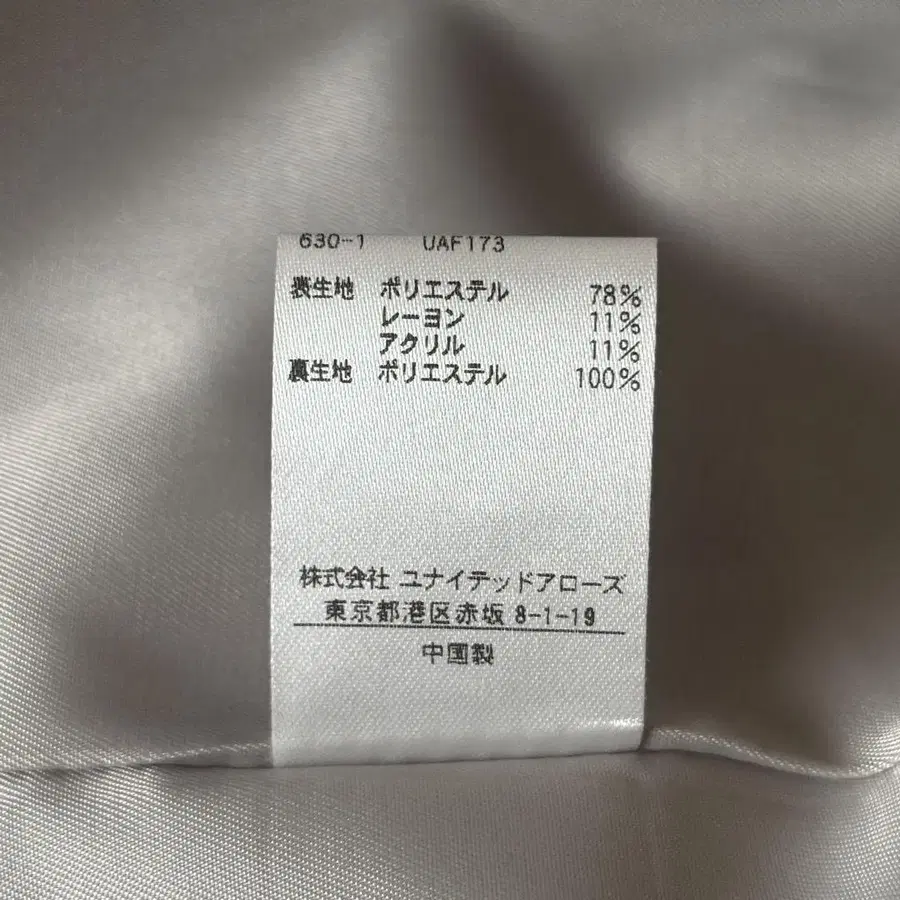 630-1 UAF173
表生地 ポリエステル 78%
レーヨン 11%
アクリル 11%
裏生地 ポリエステル 100%
株式会社 ユナイテッドアローズ
東京都港区赤坂 8-1-19
中国製